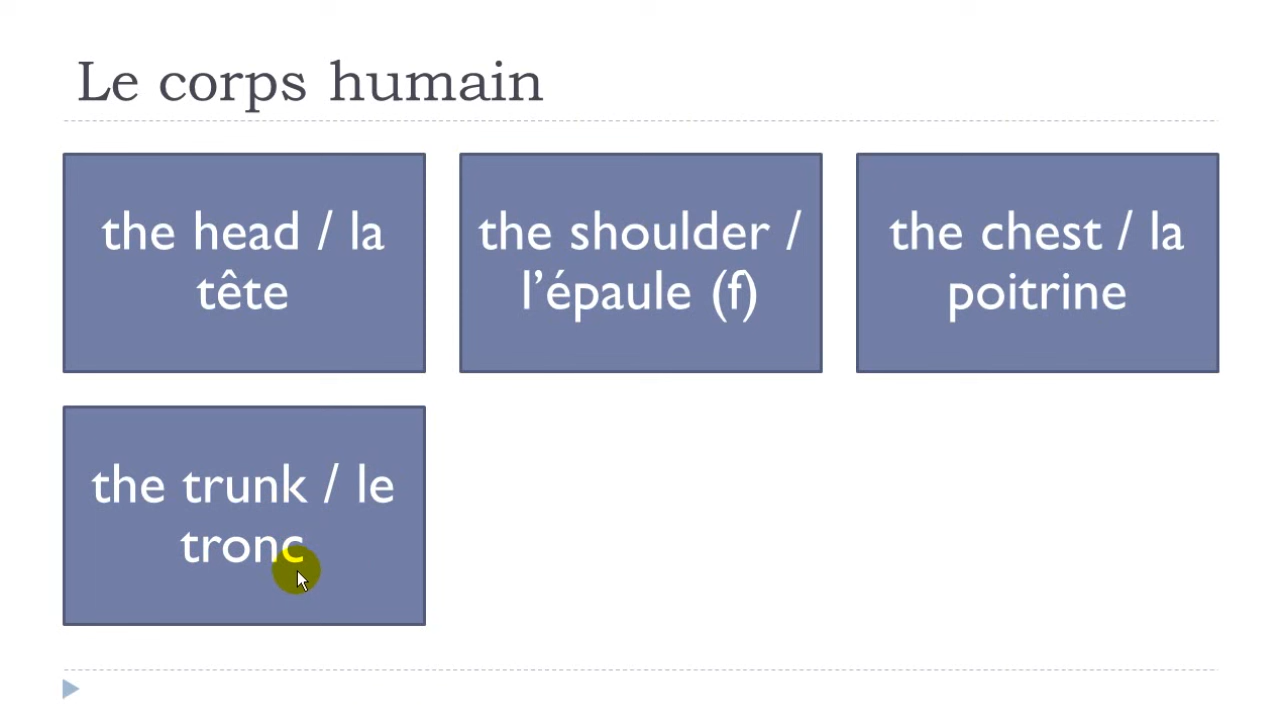 Le corps humain
the head / la
tête
the shoulder /
l’épaule (f)
the chest / la
poitrine
the trunk / le
tronc